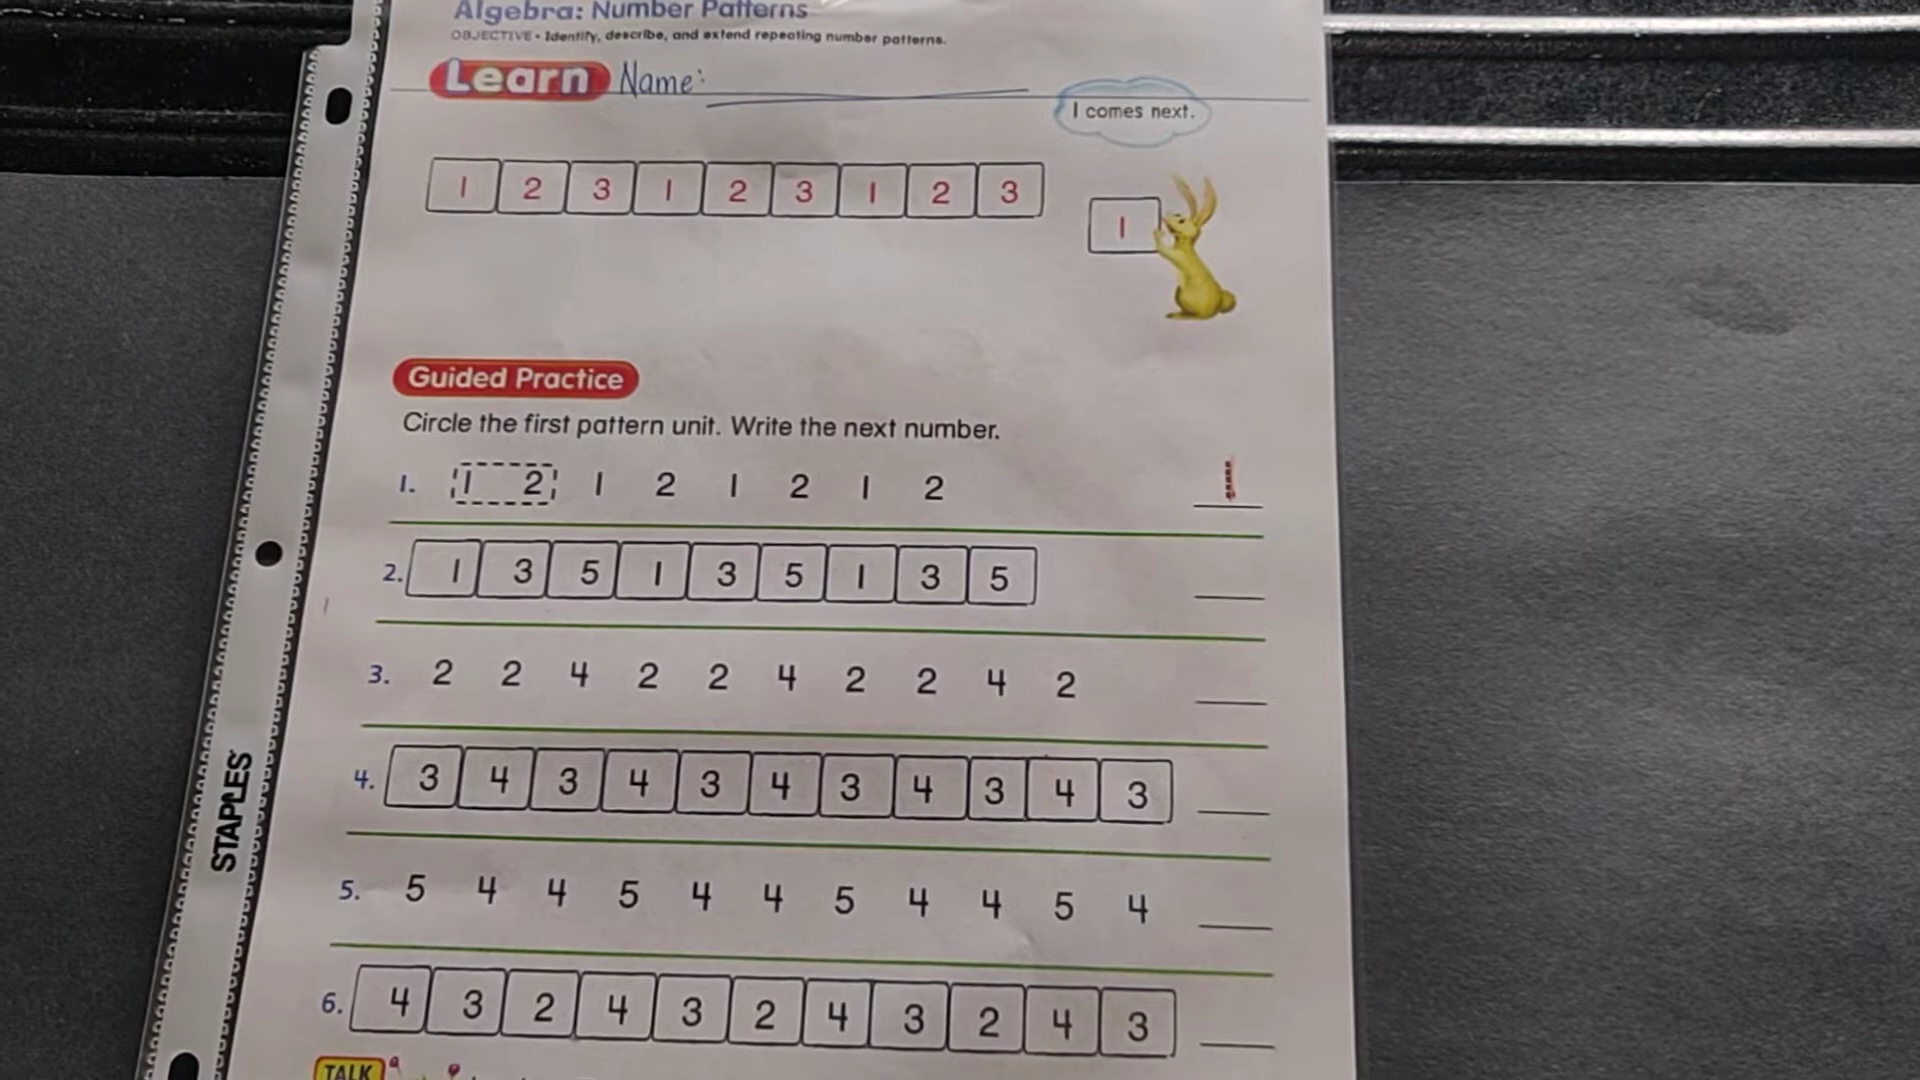 Algebra: Number Patterns
OBJECTIVE • Identify, describe, and extend repeating number patterns.
Learn Name:
1 comes next.
1 2 3 1 2 3 1 2 3
1
Guided Practice
Circle the first pattern unit. Write the next number.
1. 1 2 1 2 1 2 1 2 1
2. 1 3 5 1 3 5 1 3 5
3. 2 2 4 2 2 4 2 2 4 2
4. 3 4 3 4 3 4 3 4 3 4 3
5. 5 4 4 5 4 4 5 4 4 5 4
6. 4 3 2 4 3 2 4 3 2 4 3
TALK
STAPLES